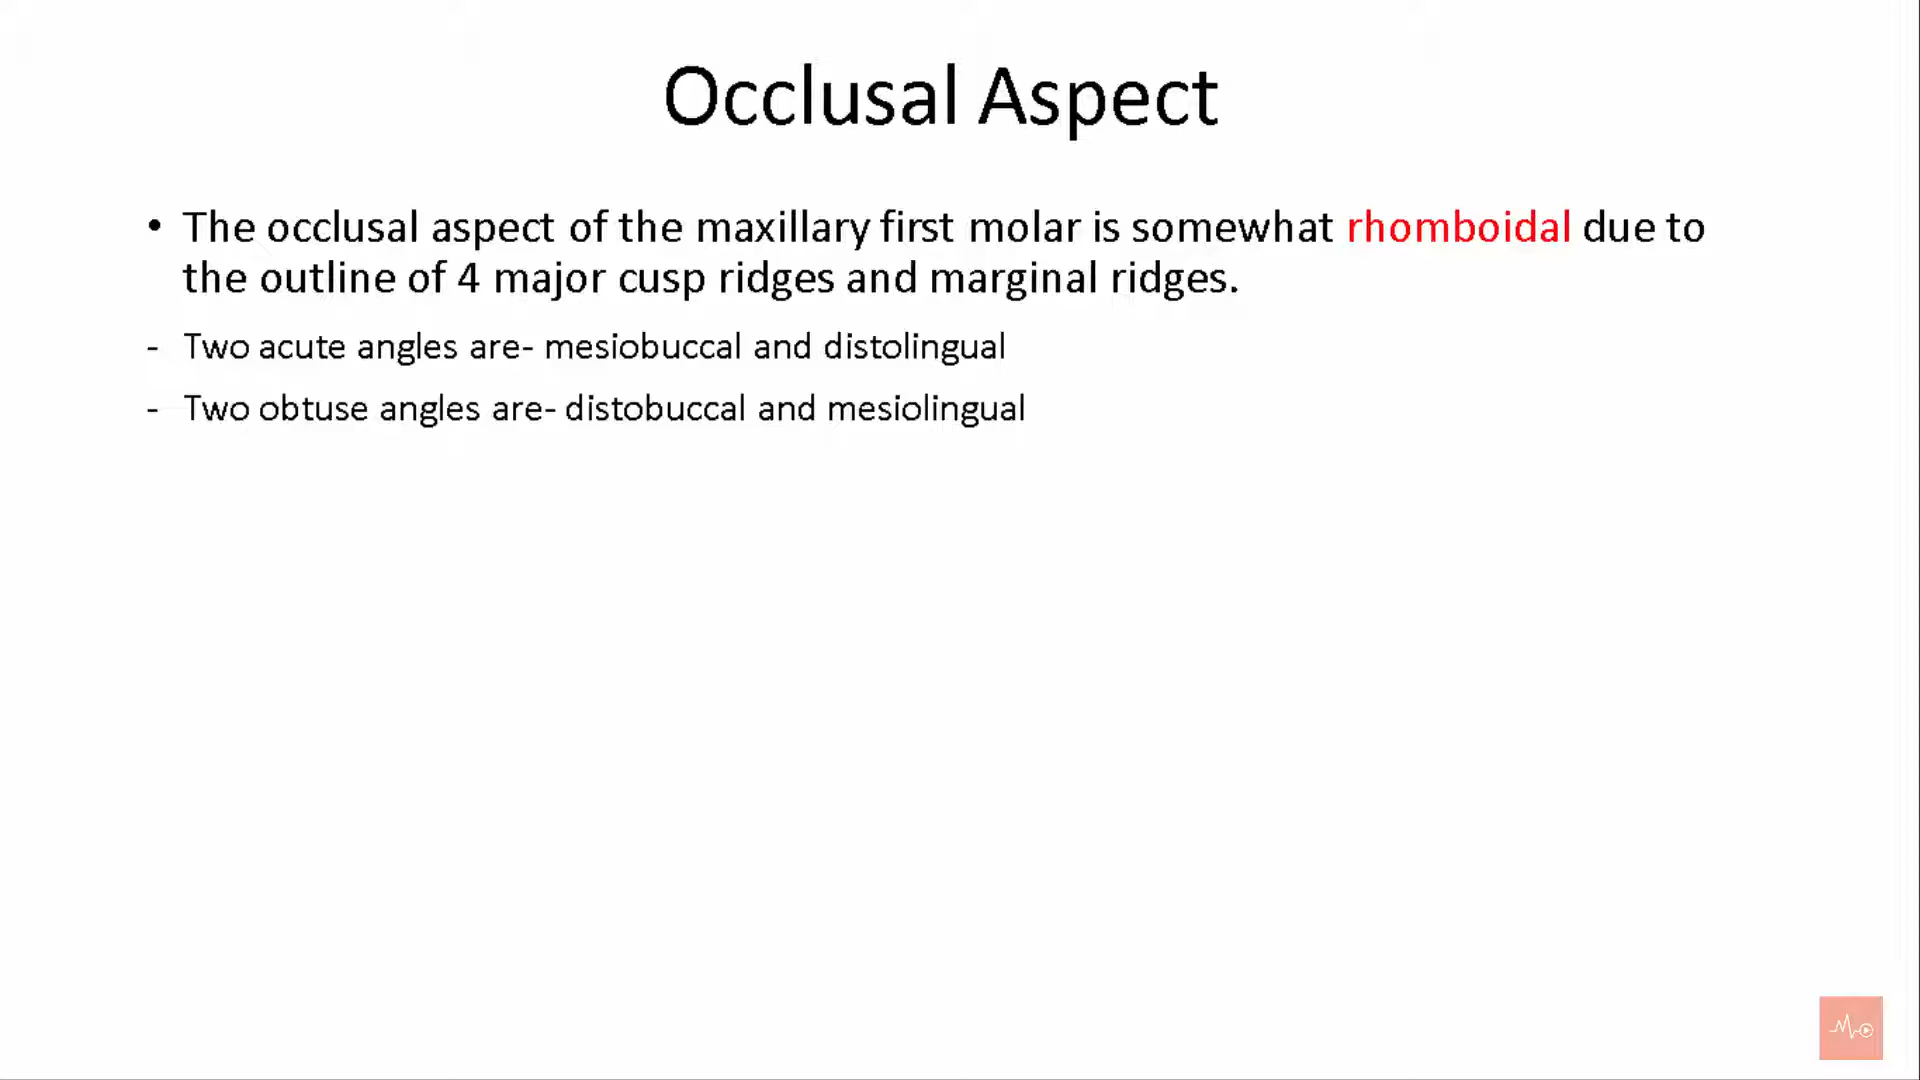 Occlusal Aspect
• The occlusal aspect of the maxillary first molar is somewhat rhomboidal due to
the outline of 4 major cusp ridges and marginal ridges.
- Two acute angles are- mesiobuccal and distolingual
- Two obtuse angles are- distobuccal and mesiolingual